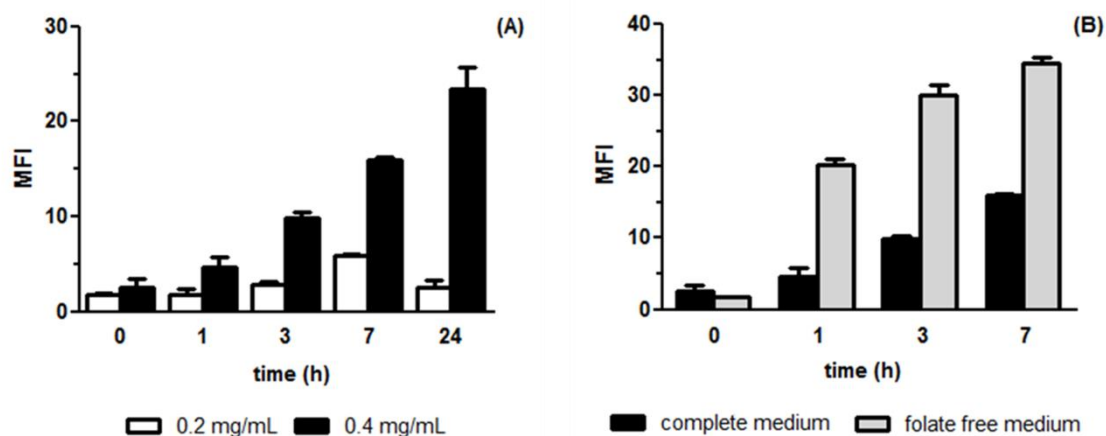 (A)
30
20
10
0
MFI
0 1 3 7 24
time (h)
0.2 mg/mL 0.4 mg/mL
(B)
40
30
20
10
0
MFI
0 1 3 7
time (h)
complete medium folate free medium